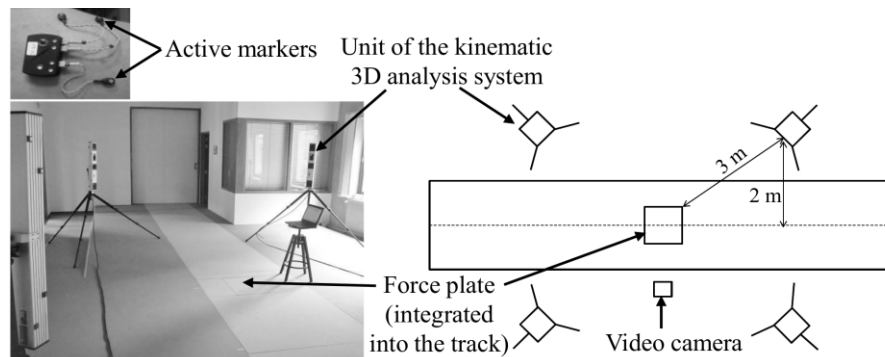 Active markers
Unit of the kinematic
3D analysis system
3 m
2 m
Force plate
(integrated
into the track)
Video camera